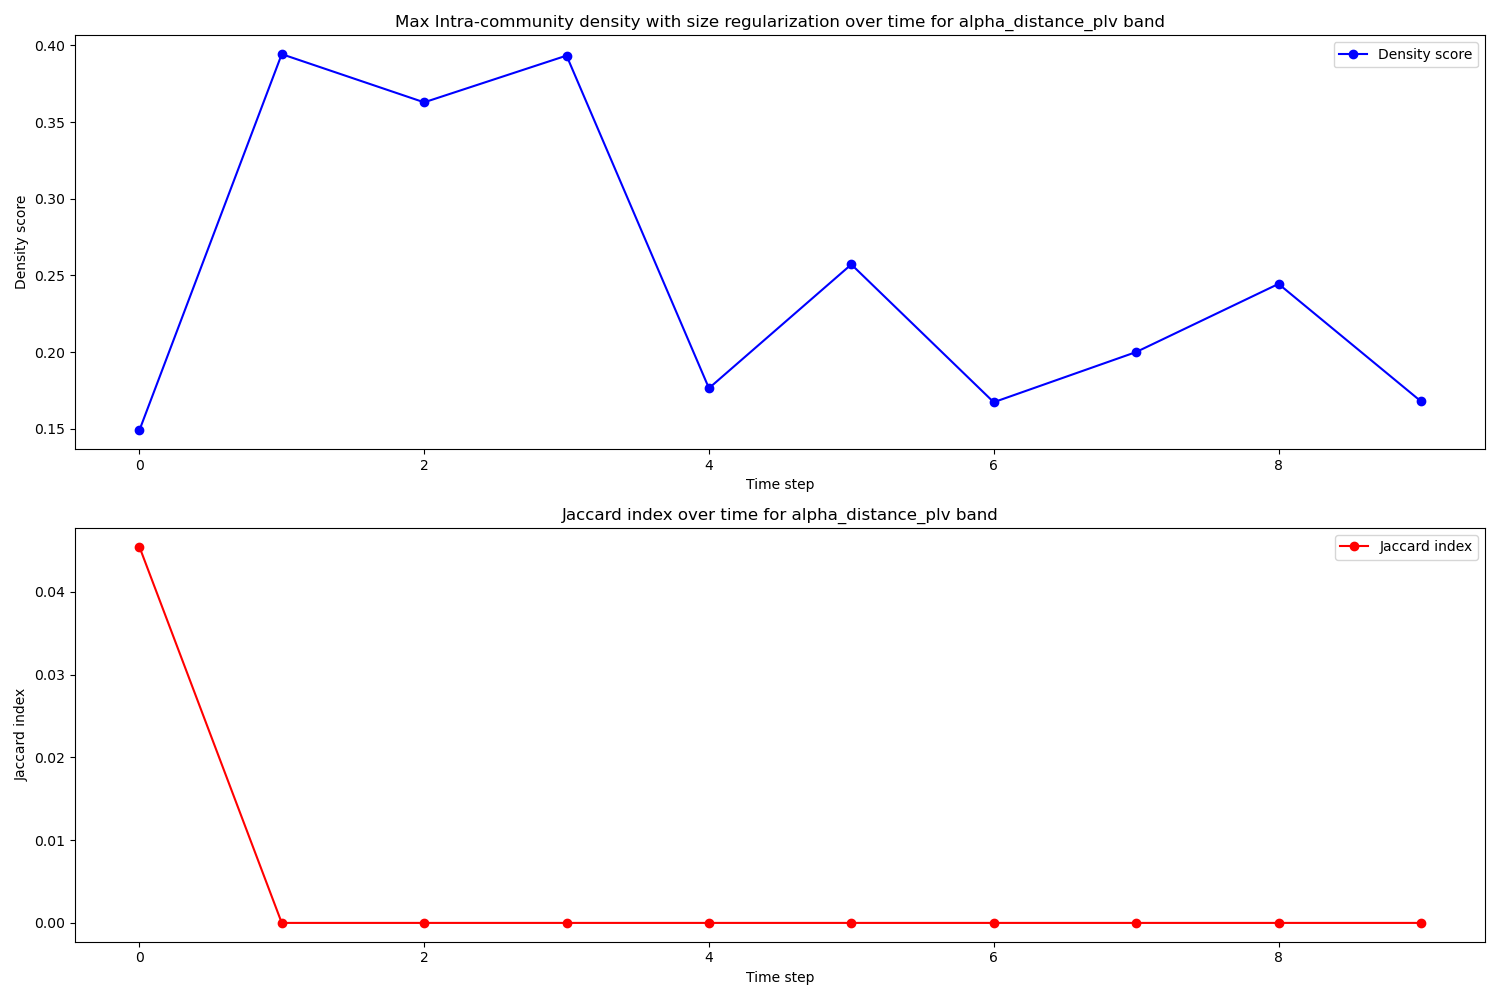 Max Intra-community density with size regularization over time for alpha_distance_plv band
Density score
0.40
0.35
0.30
0.25
0.20
0.15
Density score
0 2 4 6 8
Time step
Jaccard index over time for alpha_distance_plv band
Jaccard index
0.04
0.03
0.02
0.01
0.00
Jaccard index
0 2 4 6 8
Time step